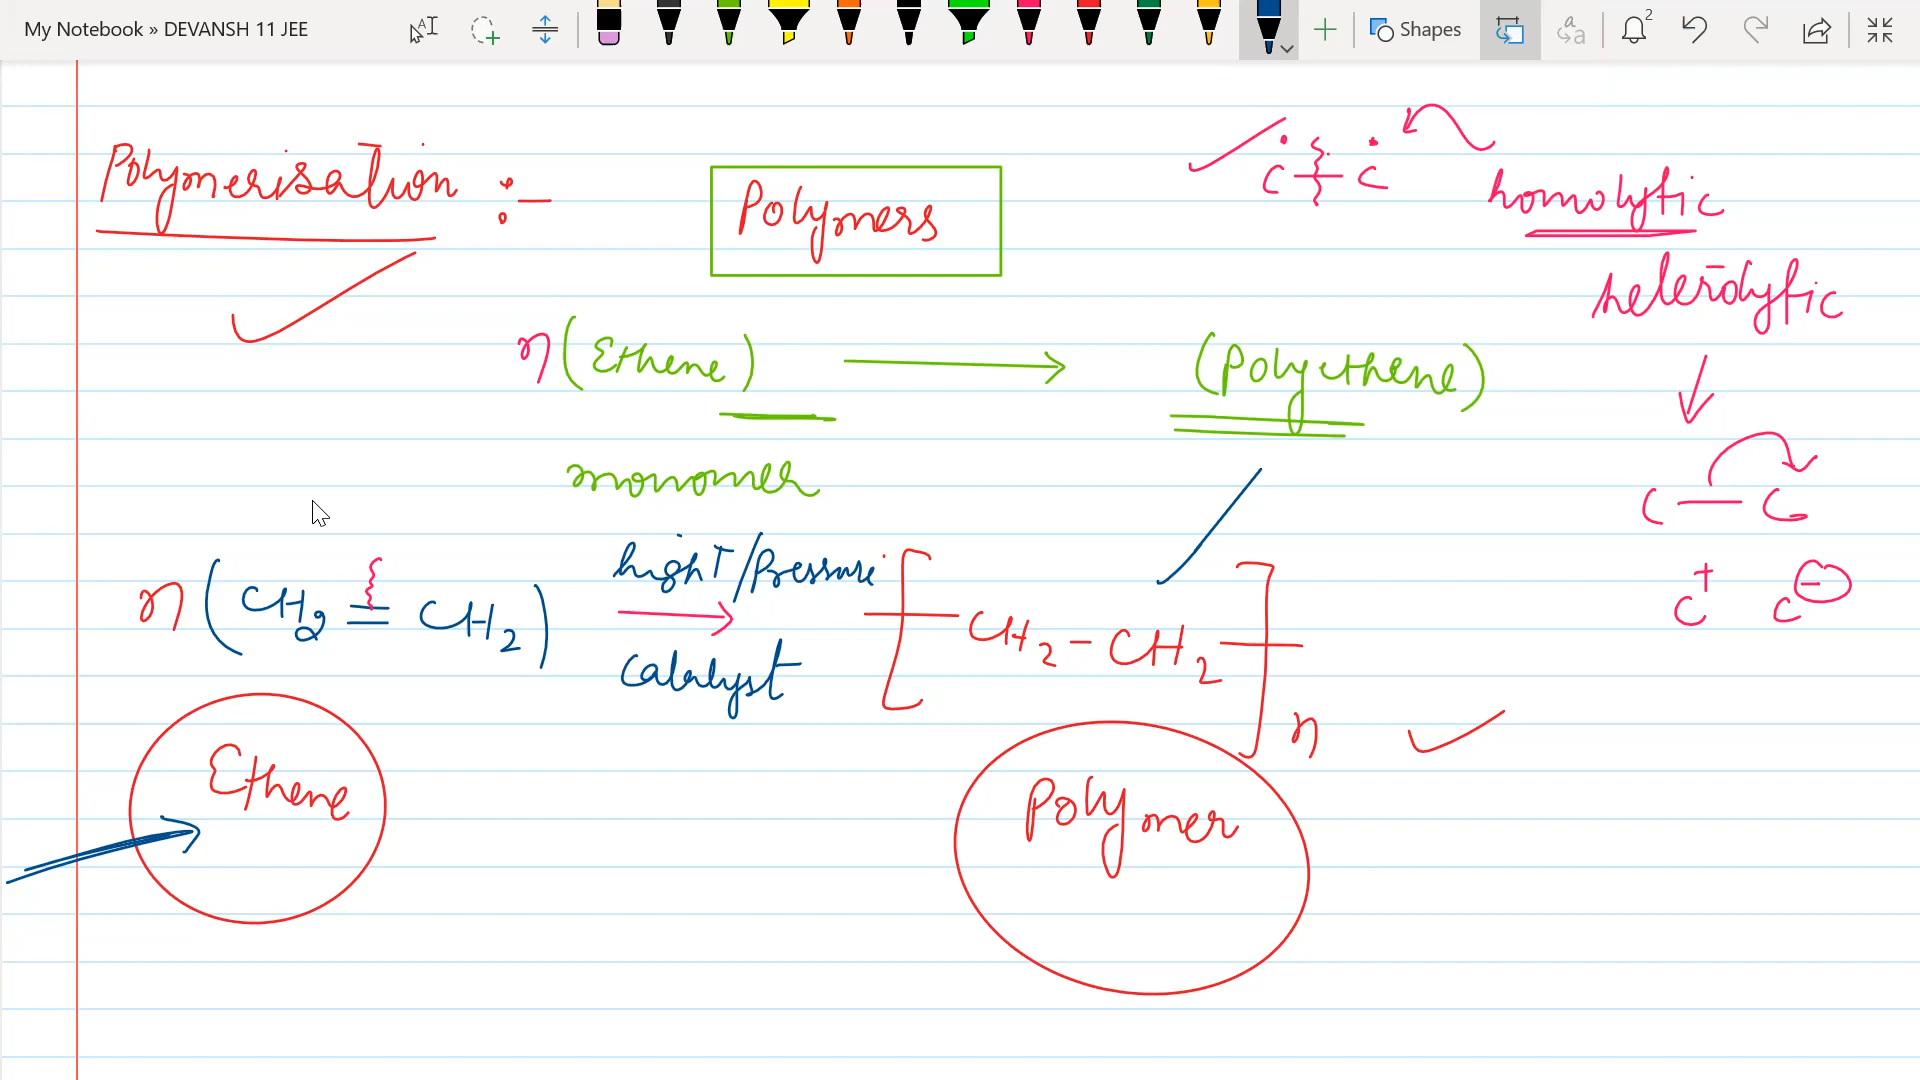 My Notebook » DEVANSH 11 JEE
Shapes
2
Polymerisation :-
Polymers
C C
homolytic
heterolytic
n(Ethene) → (Polyethene)
monomer
C — C
C+ C-
n(CH2 = CH2) high T/Pressure → catalyst [-CH2 - CH2-]n
Ethene
Polymer